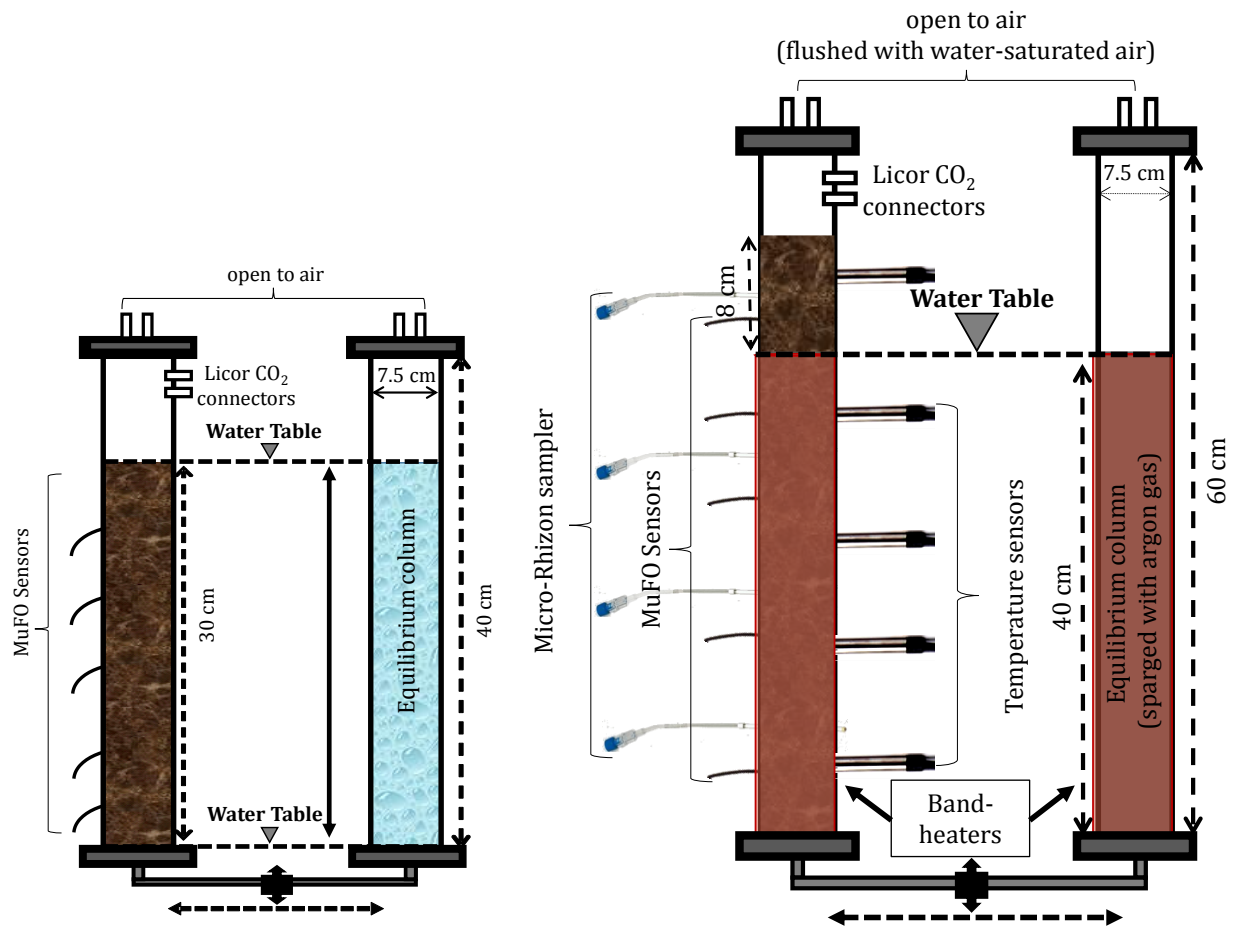 open to air
Licor CO₂
connectors
7.5 cm
Water Table
MuFO Sensors
30 cm
Equilibrium column
40 cm
Water Table
open to air
(flushed with water-saturated air)
Licor CO₂
connectors
7.5 cm
8 cm
Water Table
Micro-Rhizon sampler
MuFO Sensors
Temperature sensors
40 cm
Equilibrium column
(sparged with argon gas)
60 cm
Band-
heaters